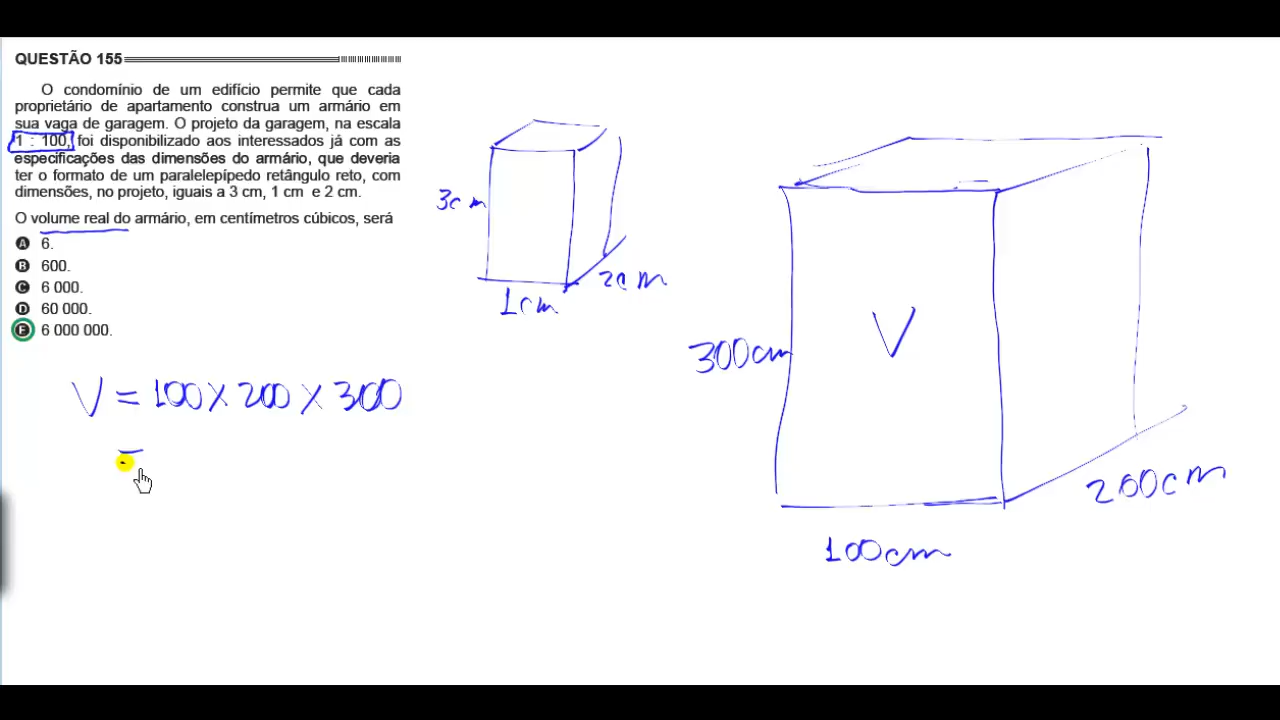 QUESTÃO 155
O condomínio de um edifício permite que cada
proprietário de apartamento construa um armário em
sua vaga de garagem. O projeto da garagem, na escala
1 : 100, foi disponibilizado aos interessados já com as
especificações das dimensões do armário, que deveria
ter o formato de um paralelepípedo retângulo reto, com
dimensões, no projeto, iguais a 3 cm, 1 cm e 2 cm.
O volume real do armário, em centímetros cúbicos, será
A 6.
B 600.
C 6 000.
D 60 000.
E 6 000 000.
3cm
1cm
2cm
300cm
V
200cm
100cm
V = 100 X 200 X 300
=